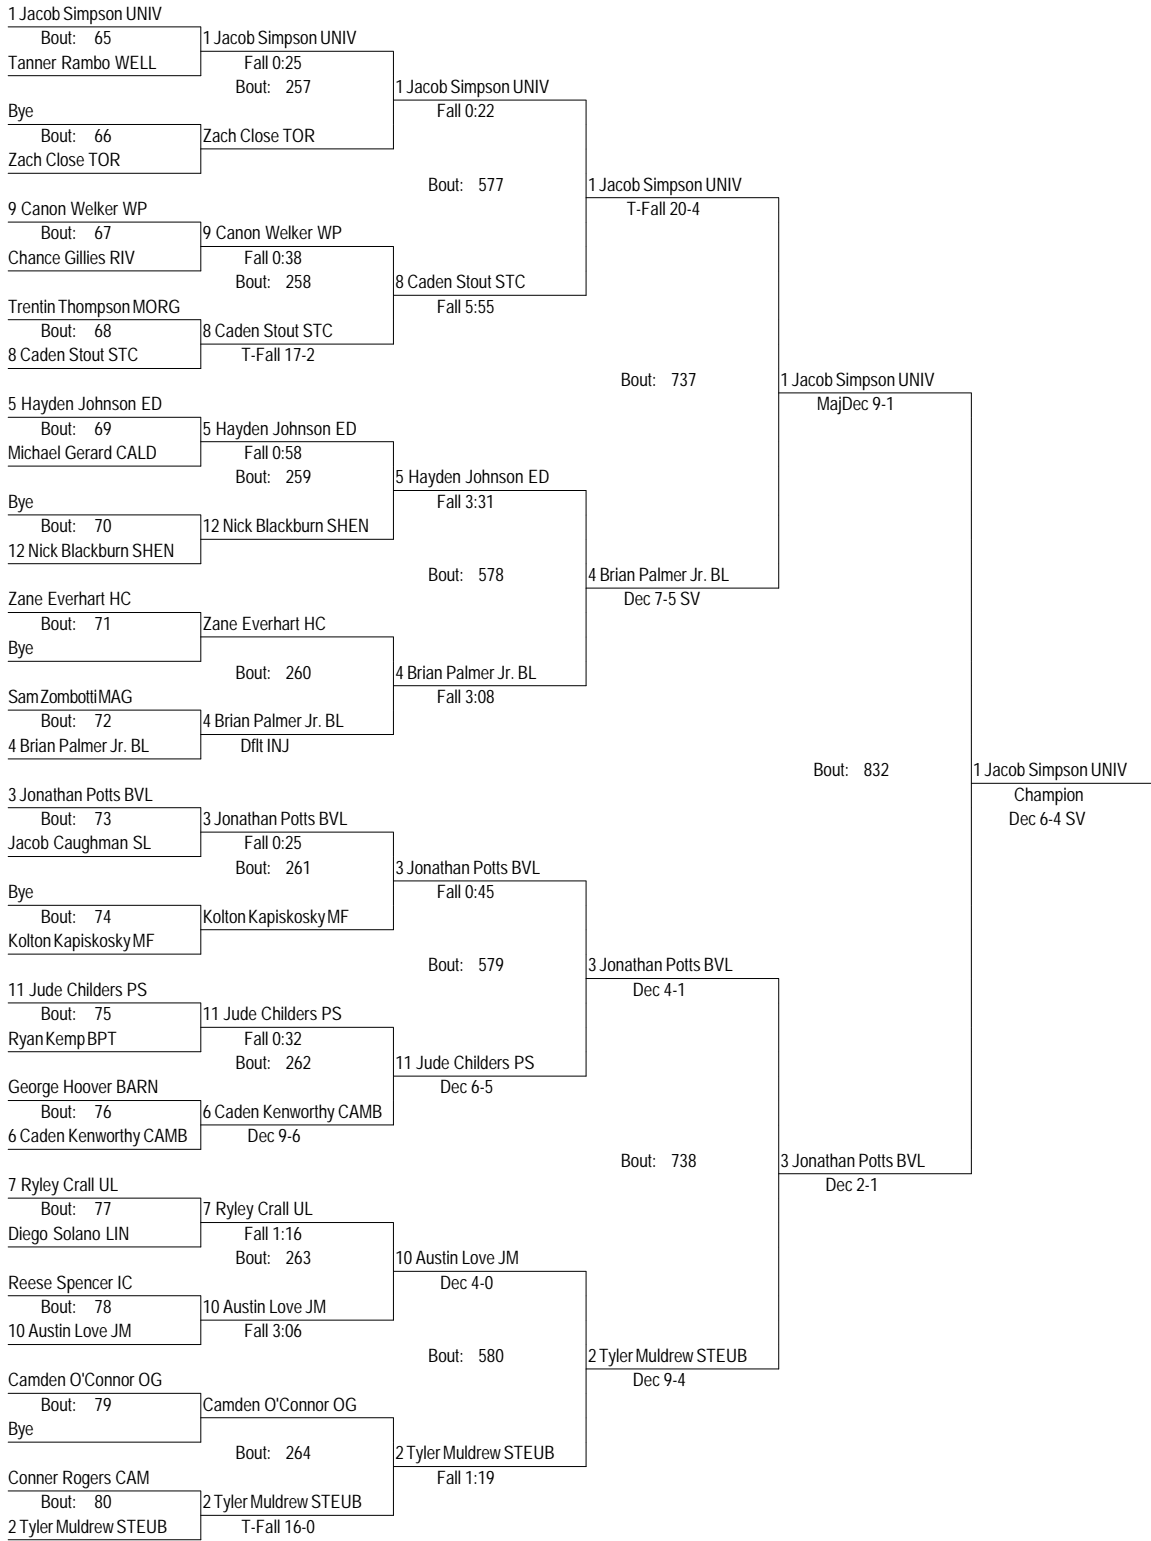 1 Jacob Simpson UNIV
Bout: 65
Tanner Rambo WELL
Bye
Bout: 66
Zach Close TOR
9 Canon Welker WP
Bout: 67
Chance Gillies RIV
Trentin Thompson MORG
Bout: 68
8 Caden Stout STC
5 Hayden Johnson ED
Bout: 69
Michael Gerard CALD
Bye
Bout: 70
12 Nick Blackburn SHEN
Zane Everhart HC
Bout: 71
Bye
Sam Zombotti MAG
Bout: 72
4 Brian Palmer Jr. BL
3 Jonathan Potts BVL
Bout: 73
Jacob Caughman SL
Bye
Bout: 74
Kolton Kapiskosky MF
11 Jude Childers PS
Bout: 75
Ryan Kemp BPT
George Hoover BARN
Bout: 76
6 Caden Kenworthy CAMB
7 Ryley Crall UL
Bout: 77
Diego Solano LIN
Reese Spencer IC
Bout: 78
10 Austin Love JM
Camden O'Connor OG
Bout: 79
Bye
Conner Rogers CAM
Bout: 80
2 Tyler Muldrew STEUB
1 Jacob Simpson UNIV
Fall 0:25
Bout: 257
Zach Close TOR
9 Canon Welker WP
Fall 0:38
Bout: 258
8 Caden Stout STC
T-Fall 17-2
5 Hayden Johnson ED
Fall 0:58
Bout: 259
12 Nick Blackburn SHEN
Zane Everhart HC
Bout: 260
4 Brian Palmer Jr. BL
Dflt INJ
3 Jonathan Potts BVL
Fall 0:25
Bout: 261
Kolton Kapiskosky MF
11 Jude Childers PS
Fall 0:32
Bout: 262
6 Caden Kenworthy CAMB
Dec 9-6
7 Ryley Crall UL
Fall 1:16
Bout: 263
10 Austin Love JM
Fall 3:06
Camden O'Connor OG
Bout: 264
2 Tyler Muldrew STEUB
T-Fall 16-0
1 Jacob Simpson UNIV
Fall 0:22
Bout: 577
8 Caden Stout STC
Fall 5:55
5 Hayden Johnson ED
Fall 3:31
Bout: 578
4 Brian Palmer Jr. BL
Fall 3:08
3 Jonathan Potts BVL
Fall 0:45
Bout: 579
11 Jude Childers PS
Dec 6-5
10 Austin Love JM
Dec 4-0
Bout: 580
2 Tyler Muldrew STEUB
Fall 1:19
1 Jacob Simpson UNIV
T-Fall 20-4
Bout: 737
4 Brian Palmer Jr. BL
Dec 7-5 SV
3 Jonathan Potts BVL
Dec 4-1
Bout: 738
2 Tyler Muldrew STEUB
Dec 9-4
1 Jacob Simpson UNIV
MajDec 9-1
Bout: 832
3 Jonathan Potts BVL
Dec 2-1
1 Jacob Simpson UNIV
Champion
Dec 6-4 SV